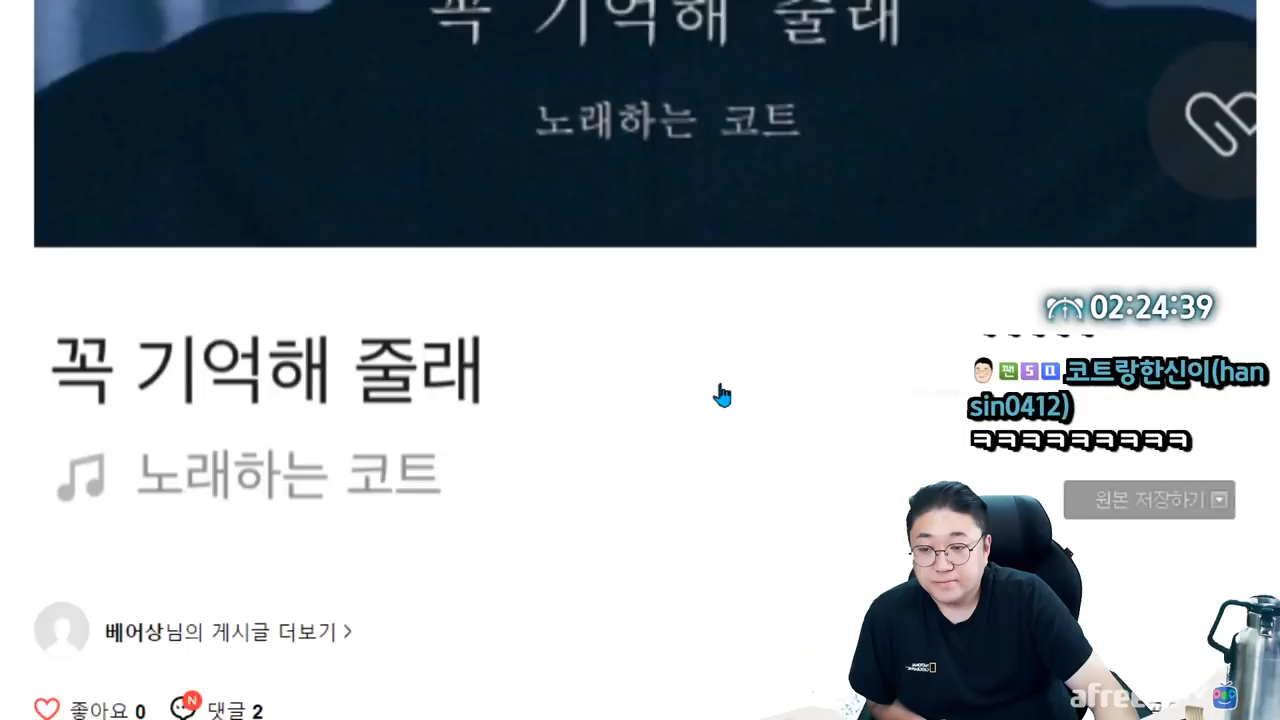 꼭 기억해 줄래
노래하는 코트
02:24:39
꼭 기억해 줄래
노래하는 코트
팬 코트랑한신이(han
sin0412)
ㅋㅋㅋㅋㅋㅋㅋㅋㅋ
원본 저장하기
베어상님의 게시글 더보기 >
좋아요 0 N 댓글 2